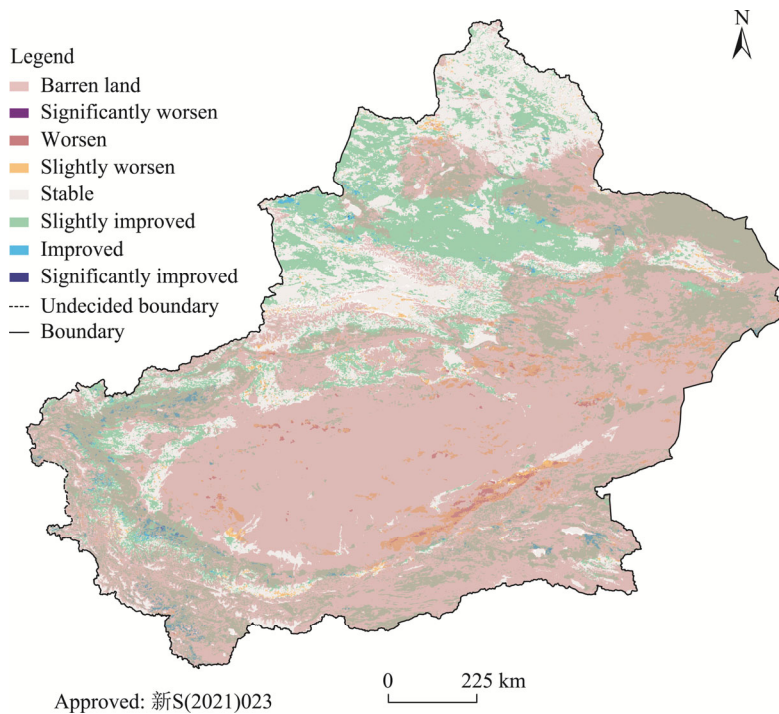 N
Legend
Barren land
Significantly worsen
Worsen
Slightly worsen
Stable
Slightly improved
Improved
Significantly improved
Undecided boundary
Boundary
0 225 km
Approved: 新S(2021)023